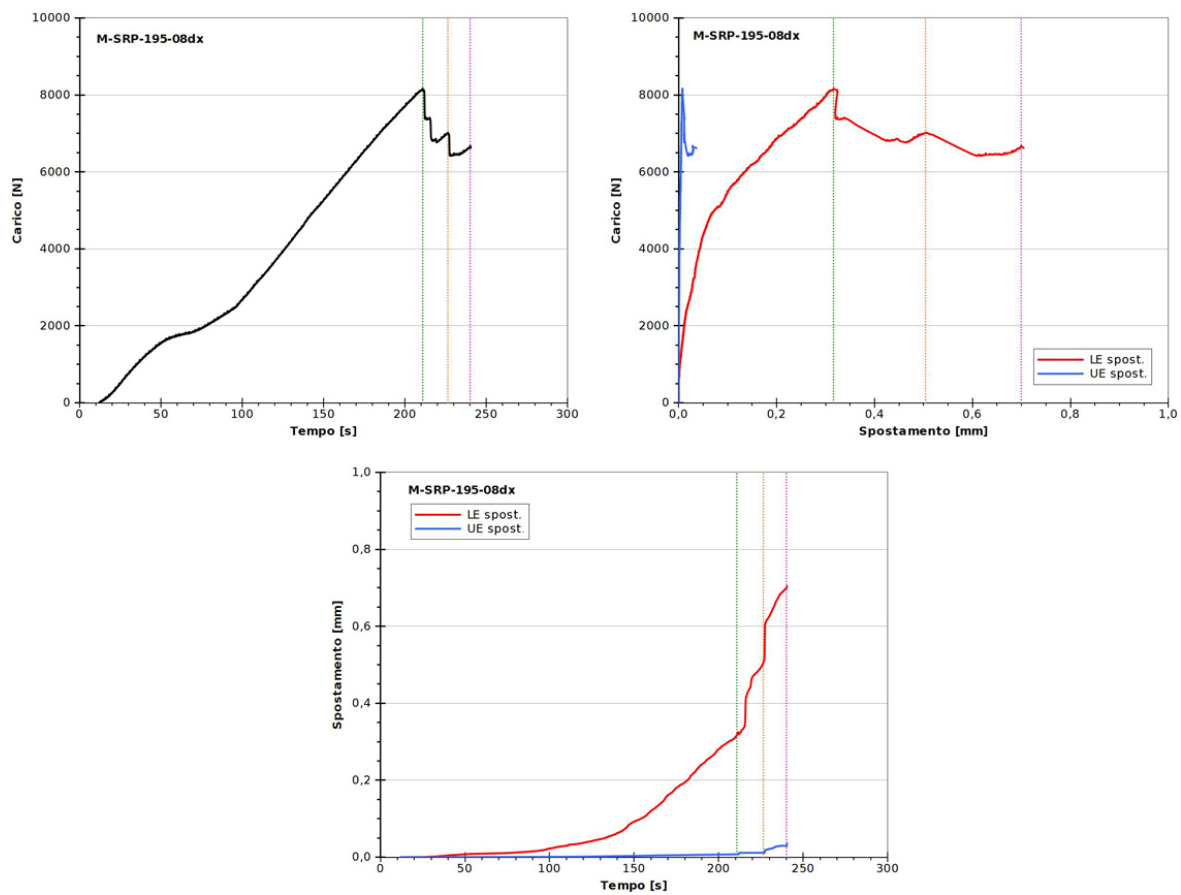 M-SRP-195-08dx
10000
8000
6000
4000
2000
0
Carico [N]
0 50 100 150 200 250 300
Tempo [s]
M-SRP-195-08dx
10000
8000
6000
4000
2000
0
Carico [N]
LE spost.
UE spost.
0,0 0,2 0,4 0,6 0,8 1,0
Spostamento [mm]
M-SRP-195-08dx
LE spost.
UE spost.
1,0
0,8
0,6
0,4
0,2
0,0
Spostamento [mm]
0 50 100 150 200 250 300
Tempo [s]